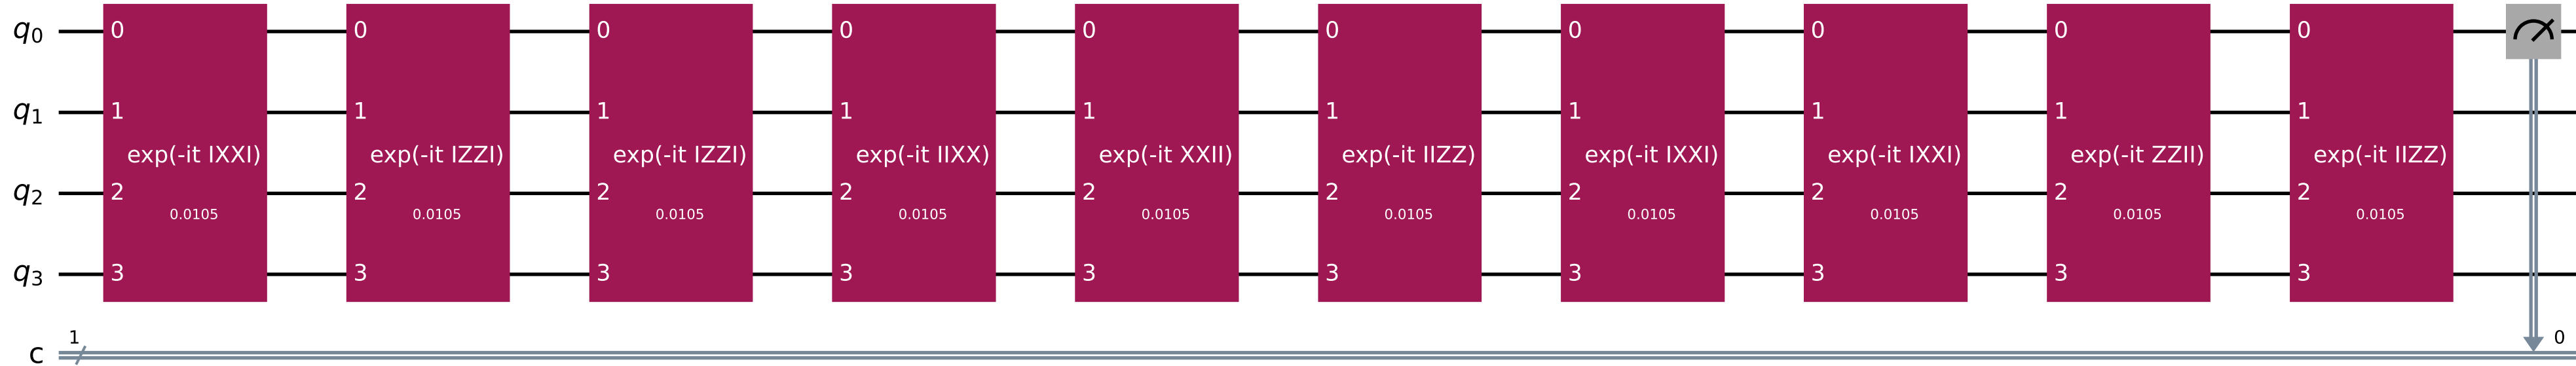 q0 0 0 0 0 0 0 0 0 0 0
q1 1 1 1 1 1 1 1 1 1 1
exp(-it IXXI) exp(-it IZZI) exp(-it IZZI) exp(-it IIXX) exp(-it XXII) exp(-it IIZZ) exp(-it IXXI) exp(-it IXXI) exp(-it ZZII) exp(-it IIZZ)
q2 2 2 2 2 2 2 2 2 2 2
0.0105 0.0105 0.0105 0.0105 0.0105 0.0105 0.0105 0.0105 0.0105 0.0105
q3 3 3 3 3 3 3 3 3 3 3
1 0
c